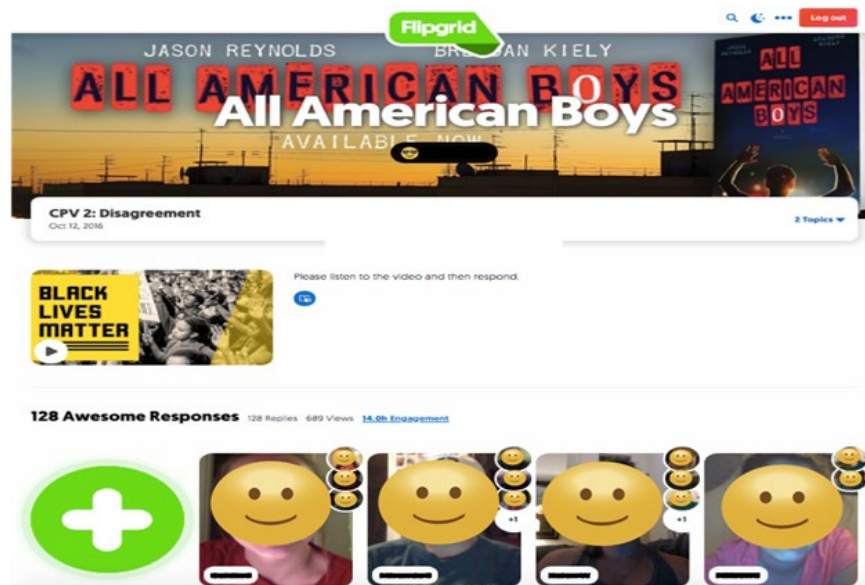 Flipgrid
Log out
JASON REYNOLDS BRENDAN KIELY
ALL AMERICAN BOYS
All American Boys
AVAILABLE NOW
ALL
AMERICAN
BOYS
CPV 2: Disagreement
Oct 12, 2016
2 Topics
Please listen to the video and then respond.
BLACK
LIVES
MATTER
128 Awesome Responses 128 Replies 689 Views 14.0h Engagement
+1
+1